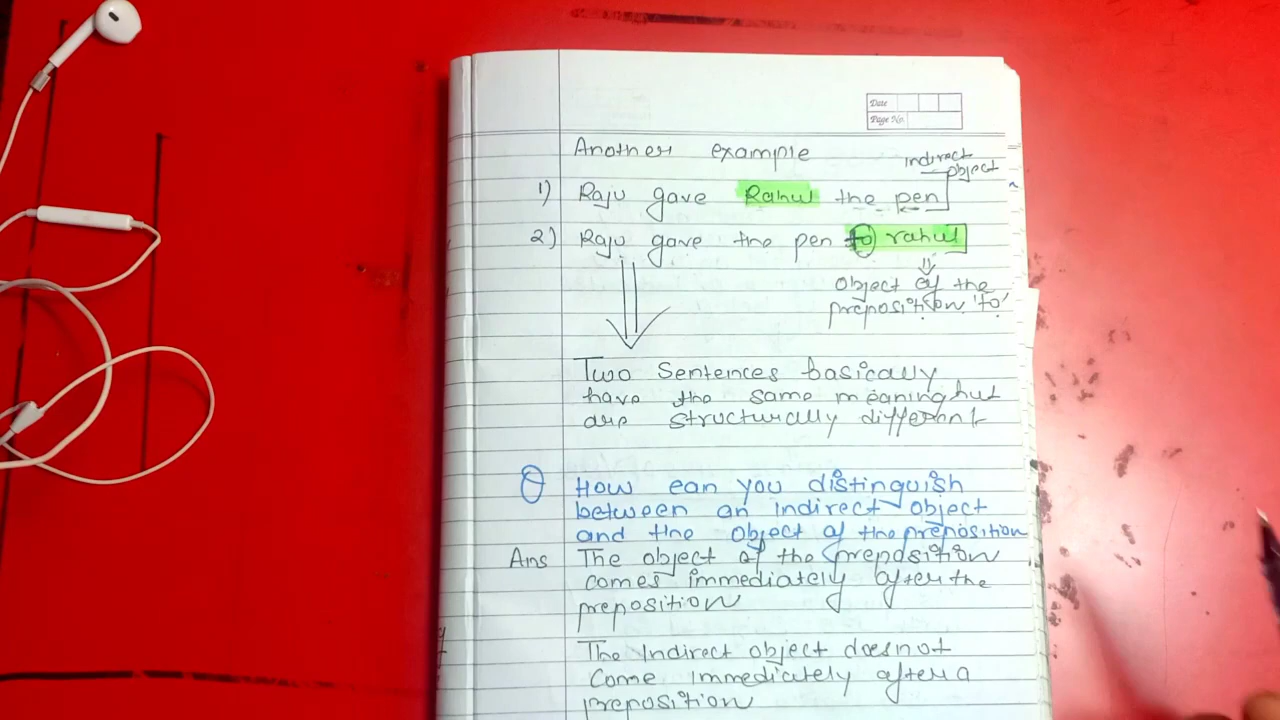 Date
Page No.
Another example
indirect
object
1) Raju gave Rahul the pen
2) Raju gave the pen to rahul
object of the
preposition 'to'
Two Sentences basically
have the same meaning but
are structurally different
Q How can you distinguish
between an indirect object
and the object of the preposition
Ans The object of the preposition
comes immediately after the
preposition
The indirect object does not
Come immediately after a
preposition